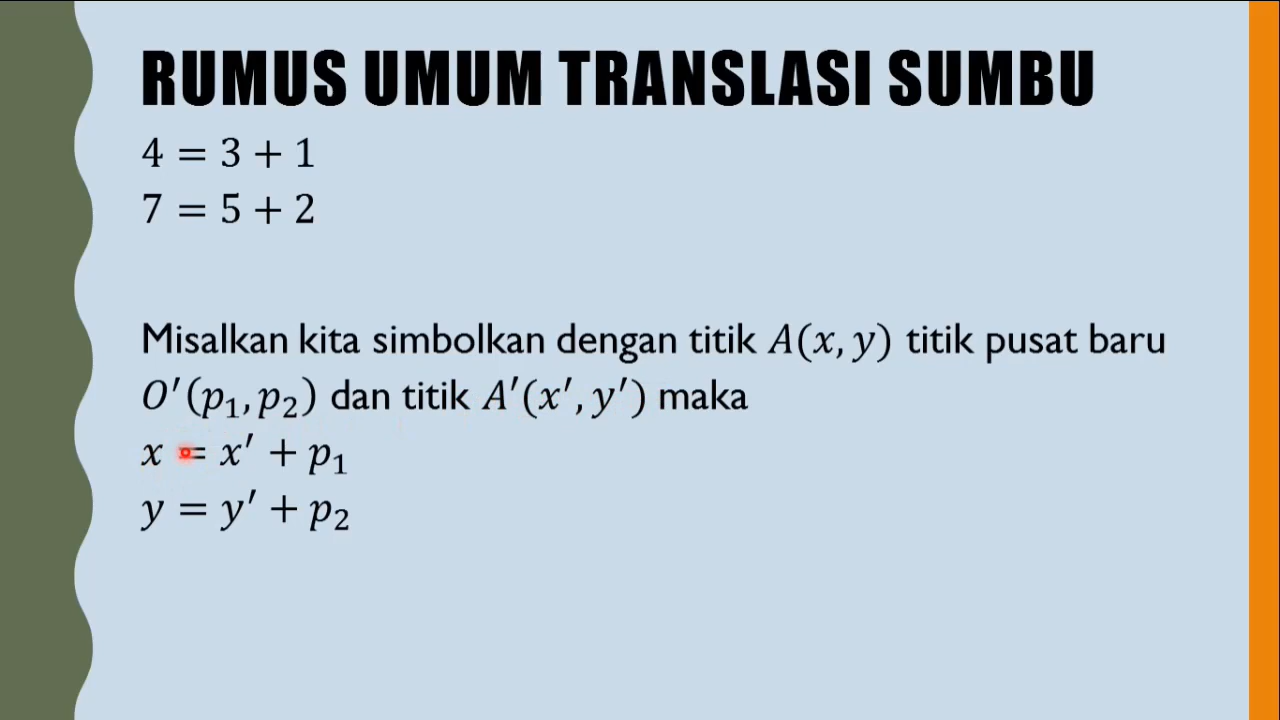 RUMUS UMUM TRANSLASI SUMBU
4 = 3 + 1
7 = 5 + 2
Misalkan kita simbolkan dengan titik A(x, y) titik pusat baru
O′(p₁, p₂) dan titik A′(x′, y′) maka
x = x′ + p₁
y = y′ + p₂